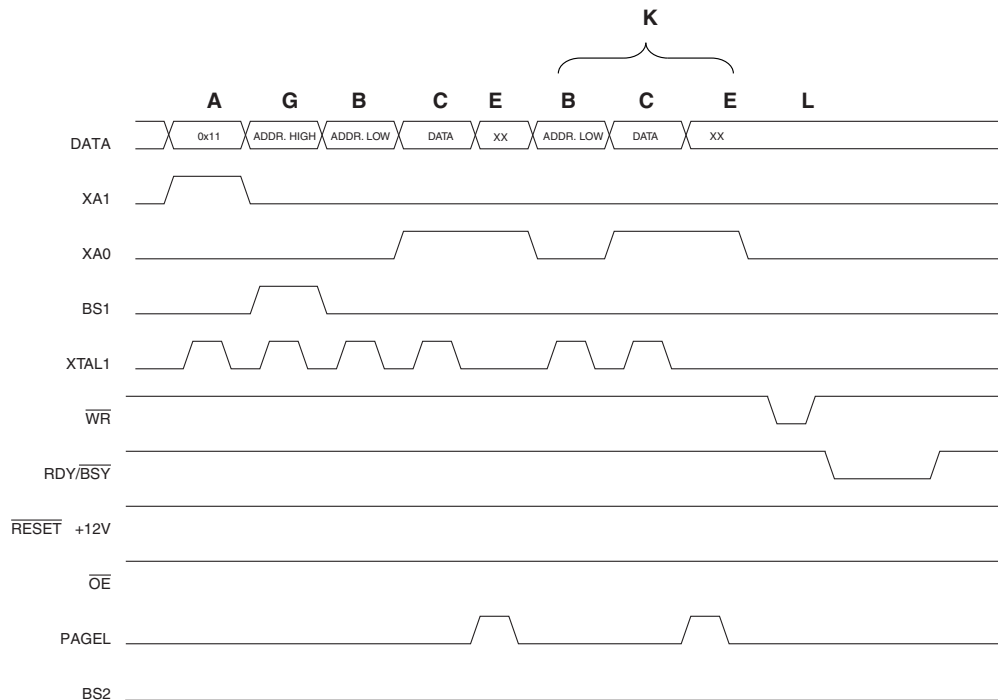 K
A G B C E B C E L
DATA 0x11 ADDR. HIGH ADDR. LOW DATA XX ADDR. LOW DATA XX
XA1
XA0
BS1
XTAL1
WR
RDY/BSY
RESET +12V
OE
PAGEL
BS2